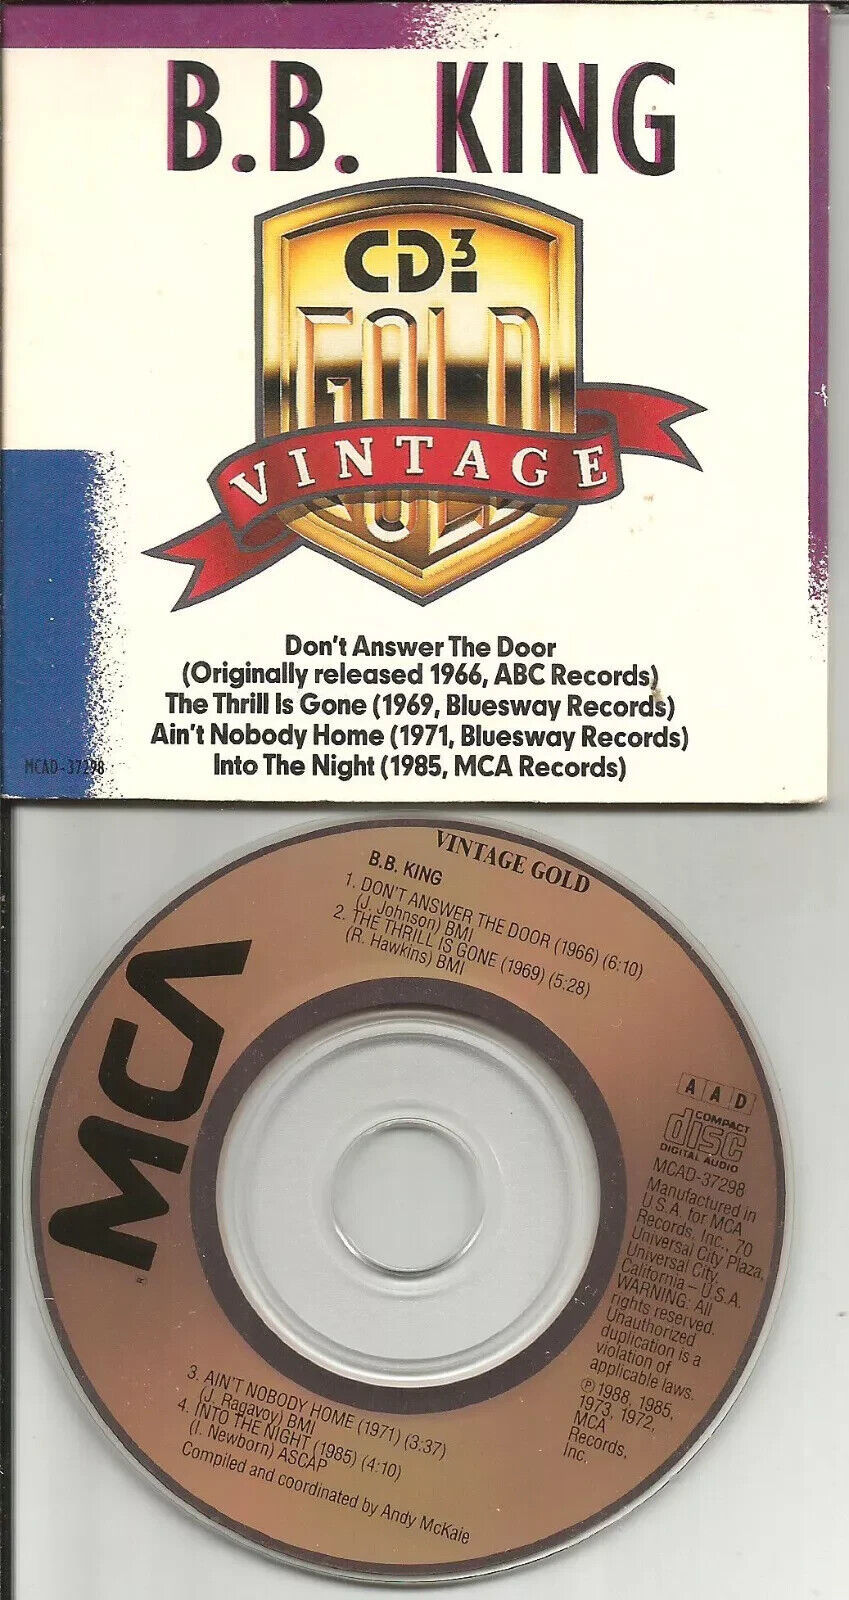 B.B. KING
CD3
GOLD
VINTAGE
GOLD
Don't Answer The Door
(Originally released 1966, ABC Records)
The Thrill Is Gone (1969, Bluesway Records)
Ain't Nobody Home (1971, Bluesway Records)
Into The Night (1985, MCA Records)
MCAD-37298
VINTAGE GOLD
B.B. KING
1. DON'T ANSWER THE DOOR (1966) (6:10)
(J. Johnson) BMI
2. THE THRILL IS GONE (1969) (5:28)
(R. Hawkins) BMI
MCA
®
A A D
COMPACT
disc
DIGITAL AUDIO
MCAD-37298
Manufactured in
U.S.A. for MCA
Records, Inc., 70
Universal City Plaza,
Universal City,
California – U.S.A.
WARNING: All
rights reserved.
Unauthorized
duplication is a
violation of
applicable laws.
℗ 1988, 1985,
1973, 1972,
MCA
Records,
Inc.
3. AIN'T NOBODY HOME (1971) (3:37)
(J. Ragavoy) BMI
4. INTO THE NIGHT (1985) (4:10)
(I. Newborn) ASCAP
Compiled and coordinated by Andy McKaie